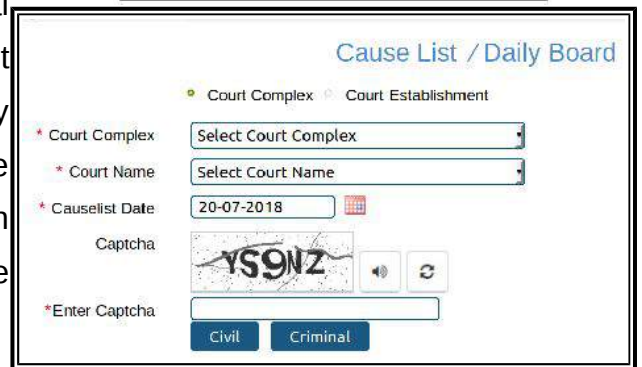 Cause List / Daily Board
Court Complex Court Establishment
* Court Complex Select Court Complex
* Court Name Select Court Name
* Causelist Date 20-07-2018
Captcha YS9NZ
*Enter Captcha
Civil Criminal